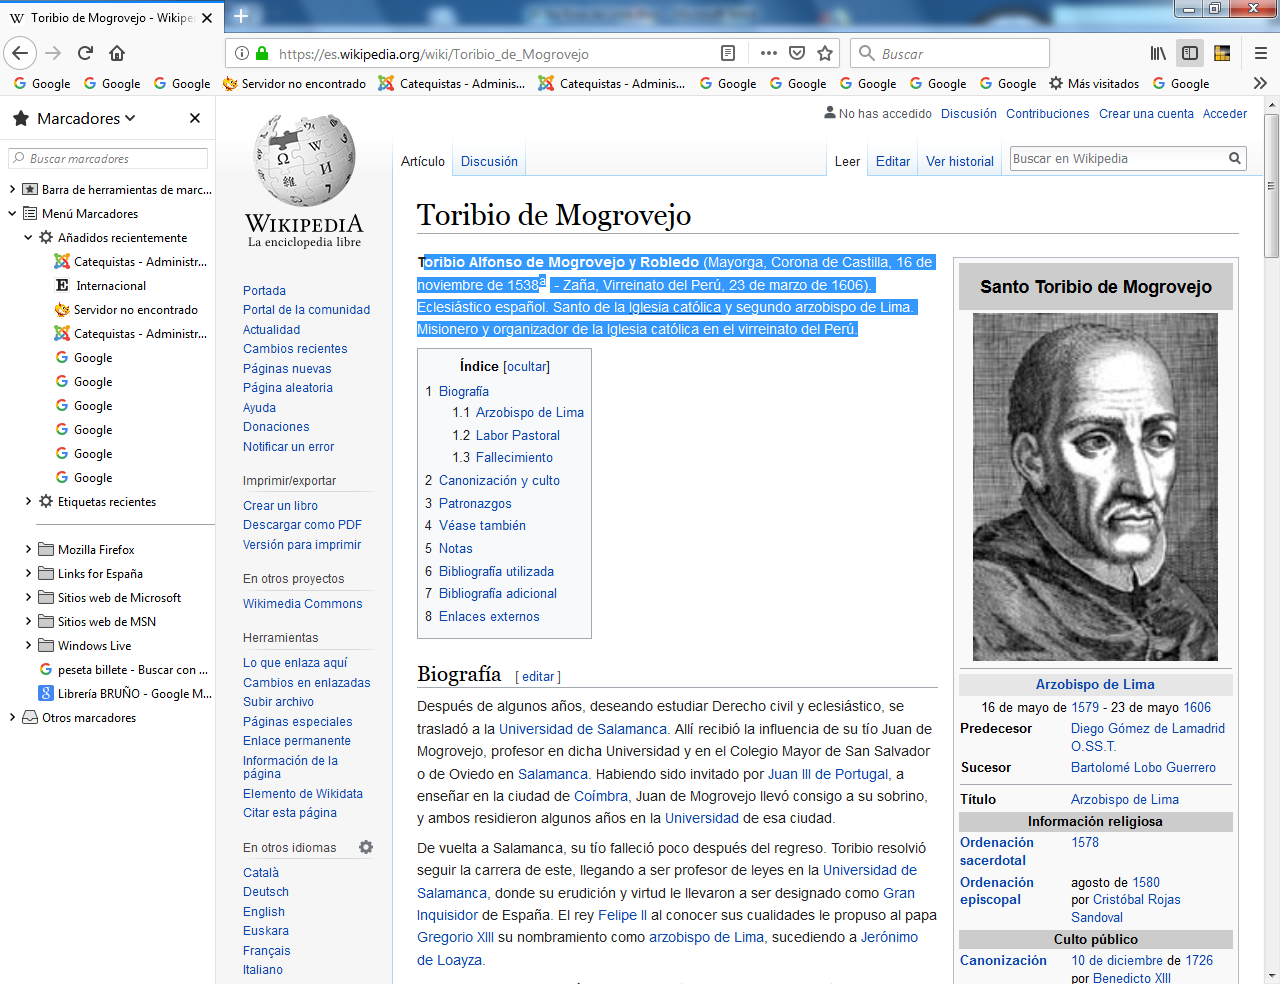 Toribio de Mogrovejo - Wikipe
https://es.wikipedia.org/wiki/Toribio_de_Mogrovejo
Buscar
Google
Google
Google
Servidor no encontrado
Catequistas - Adminis...
Catequistas - Adminis...
Google
Google
Google
Google
Google
Más visitados
Google
Marcadores
Buscar marcadores
Barra de herramientas de marc...
Menú Marcadores
Añadidos recientemente
Catequistas - Administr...
Internacional
Servidor no encontrado
Catequistas - Administr...
Google
Google
Google
Google
Google
Google
Etiquetas recientes
Mozilla Firefox
Links for España
Sitios web de Microsoft
Sitios web de MSN
Windows Live
peseta billete - Buscar con ...
Librería BRUÑO - Google M...
Otros marcadores
WIKIPEDIA
La enciclopedia libre
Portada
Portal de la comunidad
Actualidad
Cambios recientes
Páginas nuevas
Página aleatoria
Ayuda
Donaciones
Notificar un error
Imprimir/exportar
Crear un libro
Descargar como PDF
Versión para imprimir
En otros proyectos
Wikimedia Commons
Herramientas
Lo que enlaza aquí
Cambios en enlazadas
Subir archivo
Páginas especiales
Enlace permanente
Información de la
página
Elemento de Wikidata
Citar esta página
En otros idiomas
Català
Deutsch
English
Euskara
Français
Italiano
No has accedido Discusión Contribuciones Crear una cuenta Acceder
Artículo Discusión Leer Editar Ver historial Buscar en Wikipedia
Toribio de Mogrovejo
Toribio Alfonso de Mogrovejo y Robledo (Mayorga, Corona de Castilla, 16 de
noviembre de 1538a - Zaña, Virreinato del Perú, 23 de marzo de 1606).
Eclesiástico español. Santo de la Iglesia católica y segundo arzobispo de Lima.
Misionero y organizador de la Iglesia católica en el virreinato del Perú.
Índice [ocultar]
1 Biografía
1.1 Arzobispo de Lima
1.2 Labor Pastoral
1.3 Fallecimiento
2 Canonización y culto
3 Patronazgos
4 Véase también
5 Notas
6 Bibliografía utilizada
7 Bibliografía adicional
8 Enlaces externos
Biografía [ editar ]
Después de algunos años, deseando estudiar Derecho civil y eclesiástico, se
trasladó a la Universidad de Salamanca. Allí recibió la influencia de su tío Juan de
Mogrovejo, profesor en dicha Universidad y en el Colegio Mayor de San Salvador
o de Oviedo en Salamanca. Habiendo sido invitado por Juan III de Portugal, a
enseñar en la ciudad de Coímbra, Juan de Mogrovejo llevó consigo a su sobrino,
y ambos residieron algunos años en la Universidad de esa ciudad.
De vuelta a Salamanca, su tío falleció poco después del regreso. Toribio resolvió
seguir la carrera de este, llegando a ser profesor de leyes en la Universidad de
Salamanca, donde su erudición y virtud le llevaron a ser designado como Gran
Inquisidor de España. El rey Felipe II al conocer sus cualidades le propuso al papa
Gregorio XIII su nombramiento como arzobispo de Lima, sucediendo a Jerónimo
de Loayza.
Santo Toribio de Mogrovejo
Arzobispo de Lima
16 de mayo de 1579 - 23 de mayo 1606
Predecesor Diego Gómez de Lamadrid
O.SS.T.
Sucesor Bartolomé Lobo Guerrero
Título Arzobispo de Lima
Información religiosa
Ordenación 1578
sacerdotal
Ordenación agosto de 1580
episcopal por Cristóbal Rojas
Sandoval
Culto público
Canonización 10 de diciembre de 1726
por Benedicto XIII